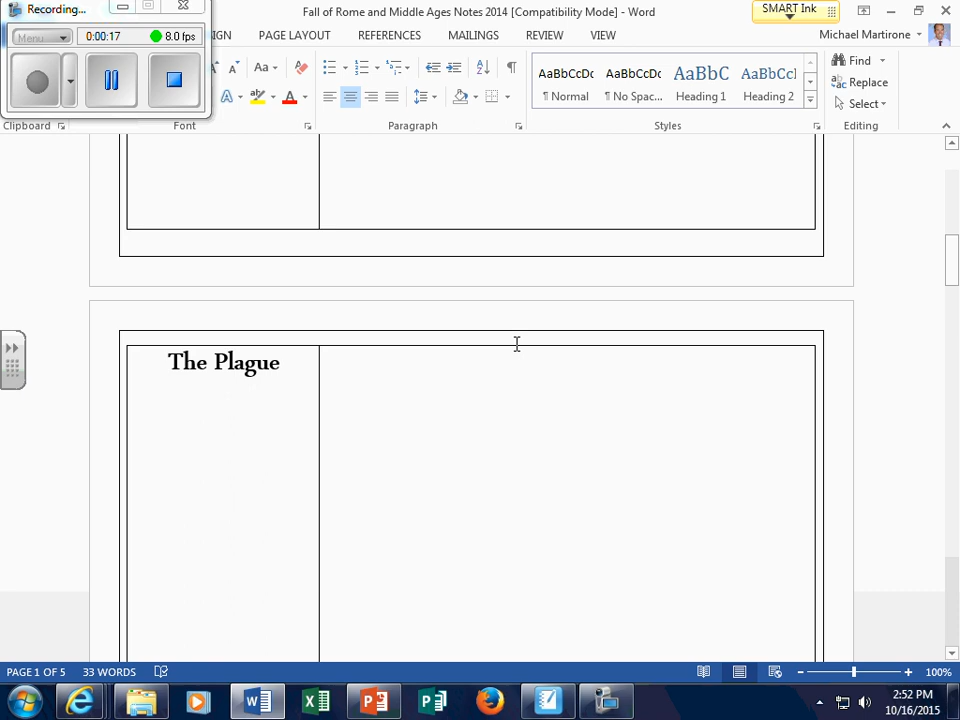 Recording...
Fall of Rome and Middle Ages Notes 2014 [Compatibility Mode] - Word
SMART Ink
Menu
0:00:17
8.0 fps
IGN
PAGE LAYOUT
REFERENCES
MAILINGS
REVIEW
VIEW
Michael Martirone
Aa
Find
Replace
Select
AaBbCcDc
AaBbCcDc
AaBbC
AaBbCcl
¶ Normal
¶ No Spac...
Heading 1
Heading 2
Clipboard
Font
Paragraph
Styles
Editing
The Plague
PAGE 1 OF 5
33 WORDS
100%
2:52 PM
10/16/2015